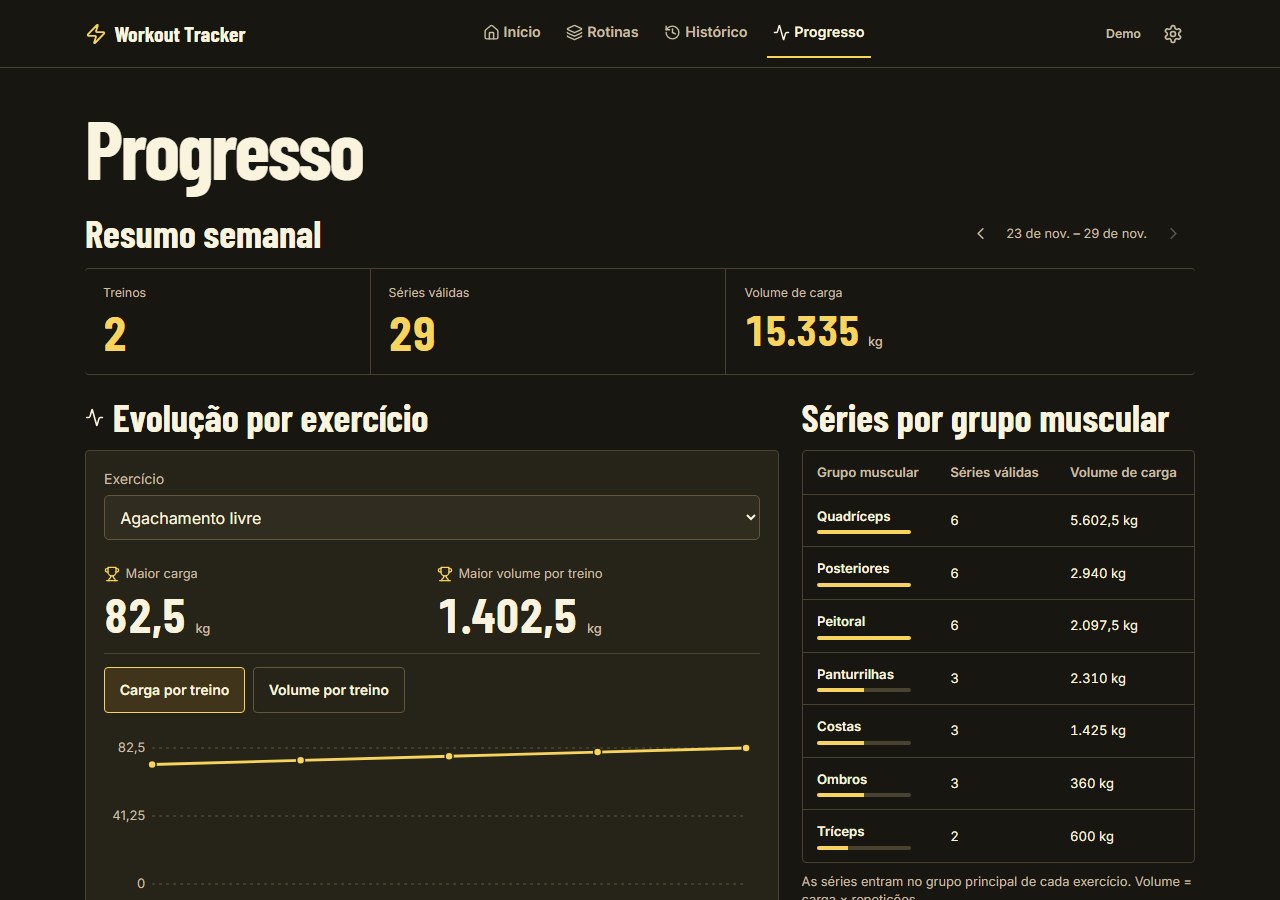 Workout Tracker
Início
Rotinas
Histórico
Progresso
Demo
Progresso
Resumo semanal
23 de nov. – 29 de nov.
Treinos
2
Séries válidas
29
Volume de carga
15.335 kg
Evolução por exercício
Exercício
Agachamento livre
Maior carga
82,5 kg
Maior volume por treino
1.402,5 kg
Carga por treino
Volume por treino
82,5
41,25
0
Séries por grupo muscular
Grupo muscular Séries válidas Volume de carga
Quadríceps 6 5.602,5 kg
Posteriores 6 2.940 kg
Peitoral 6 2.097,5 kg
Panturrilhas 3 2.310 kg
Costas 3 1.425 kg
Ombros 3 360 kg
Tríceps 2 600 kg
As séries entram no grupo principal de cada exercício. Volume =
carga × repetições